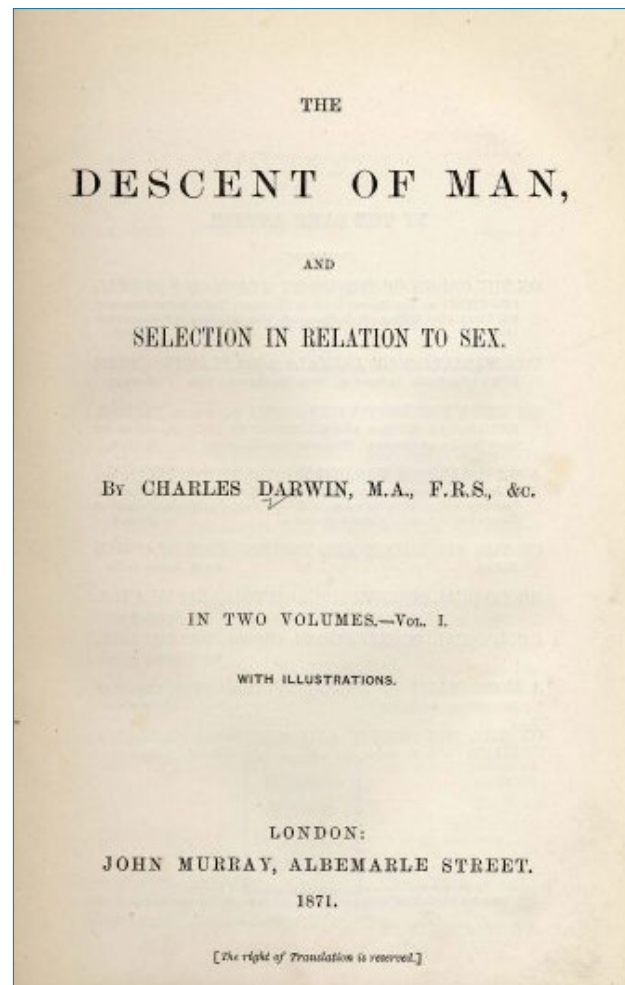 THE
DESCENT OF MAN,
AND
SELECTION IN RELATION TO SEX.
BY CHARLES DARWIN, M.A., F.R.S., &c.
IN TWO VOLUMES.—VOL. I.
WITH ILLUSTRATIONS.
LONDON:
JOHN MURRAY, ALBEMARLE STREET.
1871.
[The right of Translation is reserved.]